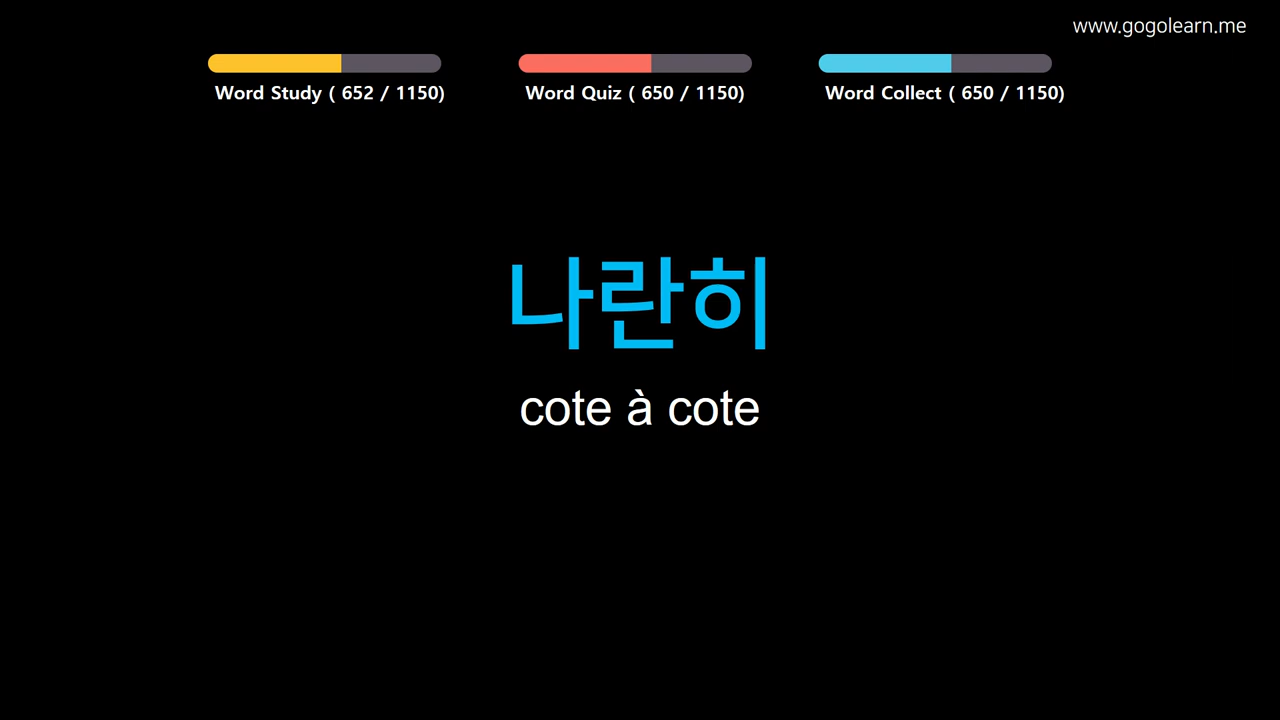 www.gogolearn.me
Word Study ( 652 / 1150)
Word Quiz ( 650 / 1150)
Word Collect ( 650 / 1150)
나란히
cote à cote